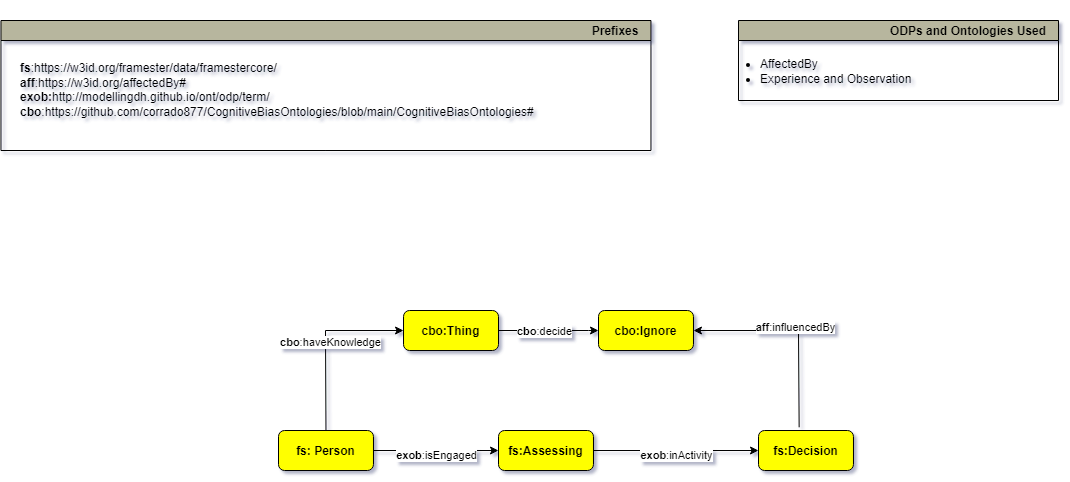 Prefixes
fs:https://w3id.org/framester/data/framestercore/
aff:https://w3id.org/affectedBy#
exob:http://modellingdh.github.io/ont/odp/term/
cbo:https://github.com/corrado877/CognitiveBiasOntologies/blob/main/CognitiveBiasOntologies#
ODPs and Ontologies Used
• AffectedBy
• Experience and Observation
cbo:Thing
cbo:decide
cbo:Ignore
aff:influencedBy
cbo:haveKnowledge
fs: Person
exob:isEngaged
fs:Assessing
exob:inActivity
fs:Decision